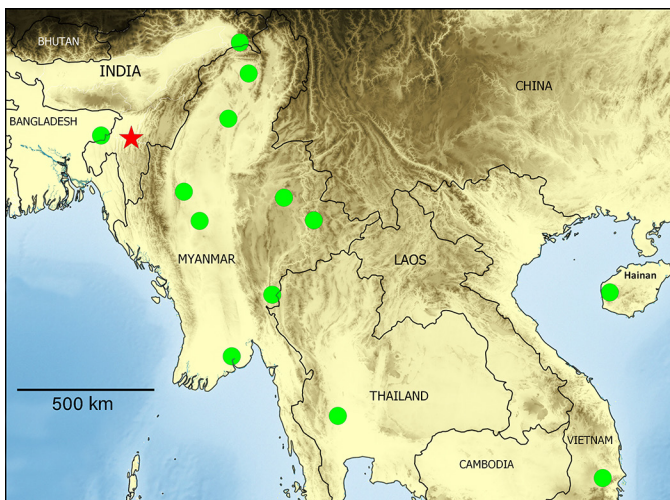 BHUTAN
INDIA
CHINA
BANGLADESH
MYANMAR
LAOS
Hainan
500 km
THAILAND
VIETNAM
CAMBODIA